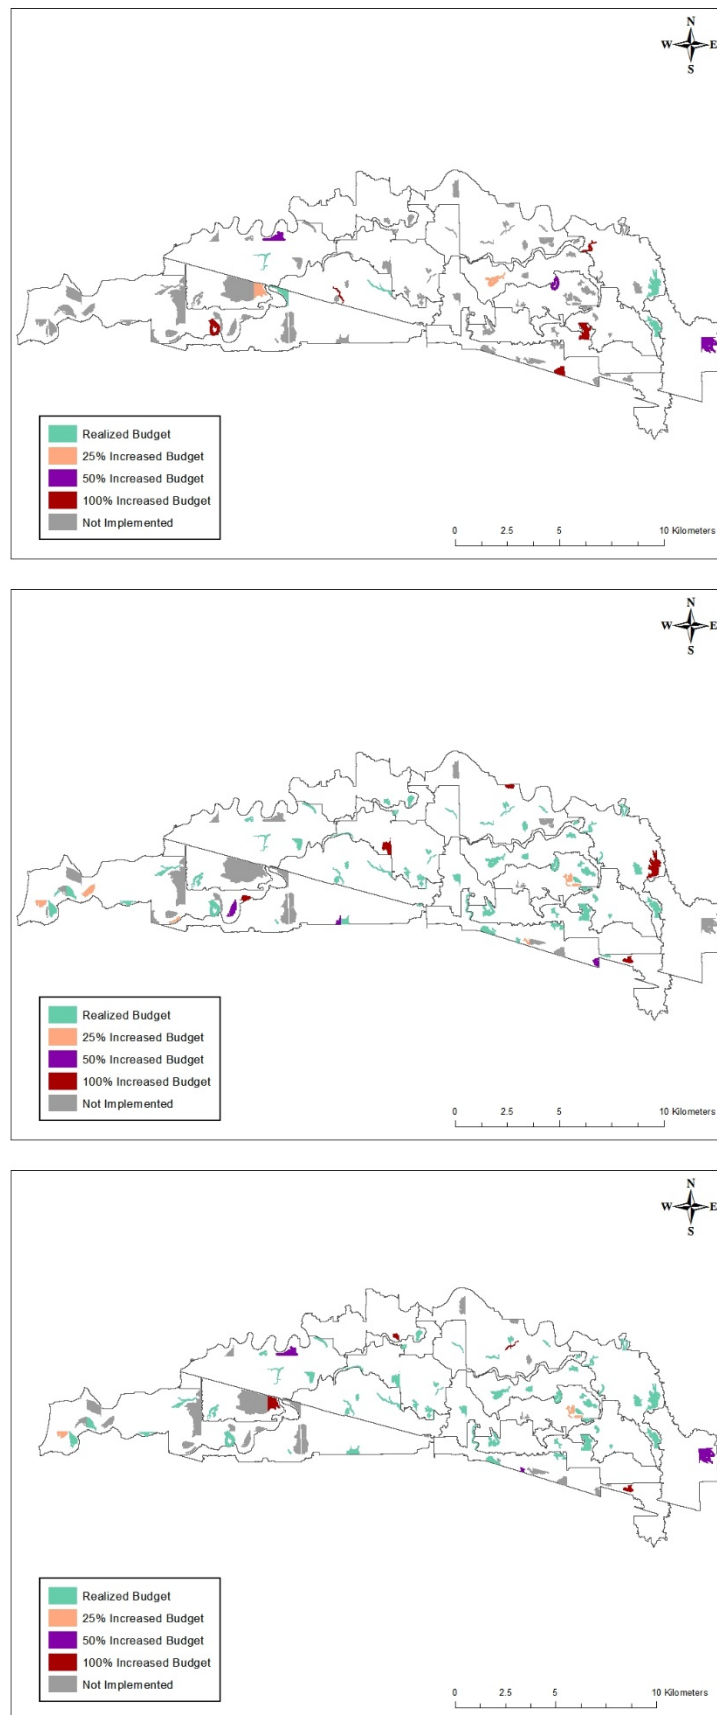 N
W E
S
Realized Budget
25% Increased Budget
50% Increased Budget
100% Increased Budget
Not Implemented
0 2.5 5 10 Kilometers
N
W E
S
Realized Budget
25% Increased Budget
50% Increased Budget
100% Increased Budget
Not Implemented
0 2.5 5 10 Kilometers
N
W E
S
Realized Budget
25% Increased Budget
50% Increased Budget
100% Increased Budget
Not Implemented
0 2.5 5 10 Kilometers